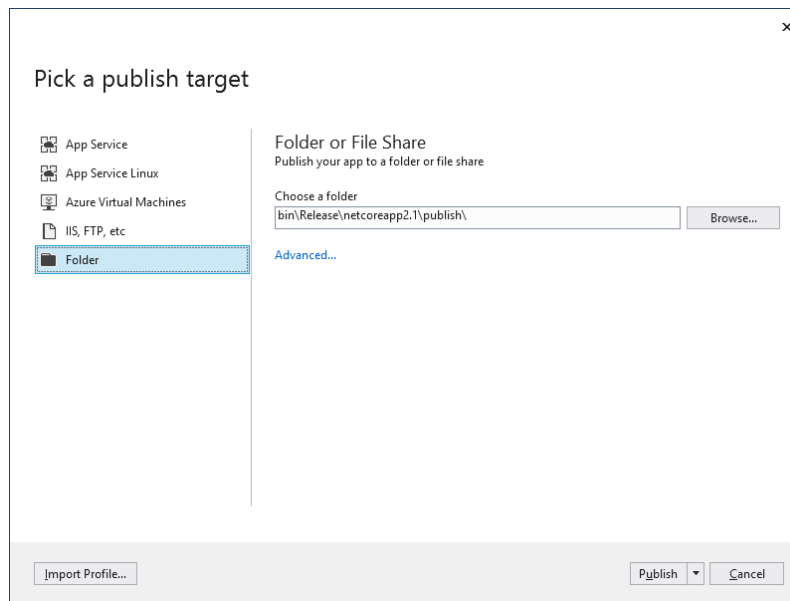 Pick a publish target
App Service
App Service Linux
Azure Virtual Machines
IIS, FTP, etc
Folder
Folder or File Share
Publish your app to a folder or file share
Choose a folder
bin\Release\netcoreapp2.1\publish\
Browse...
Advanced...
Import Profile...
Publish
Cancel